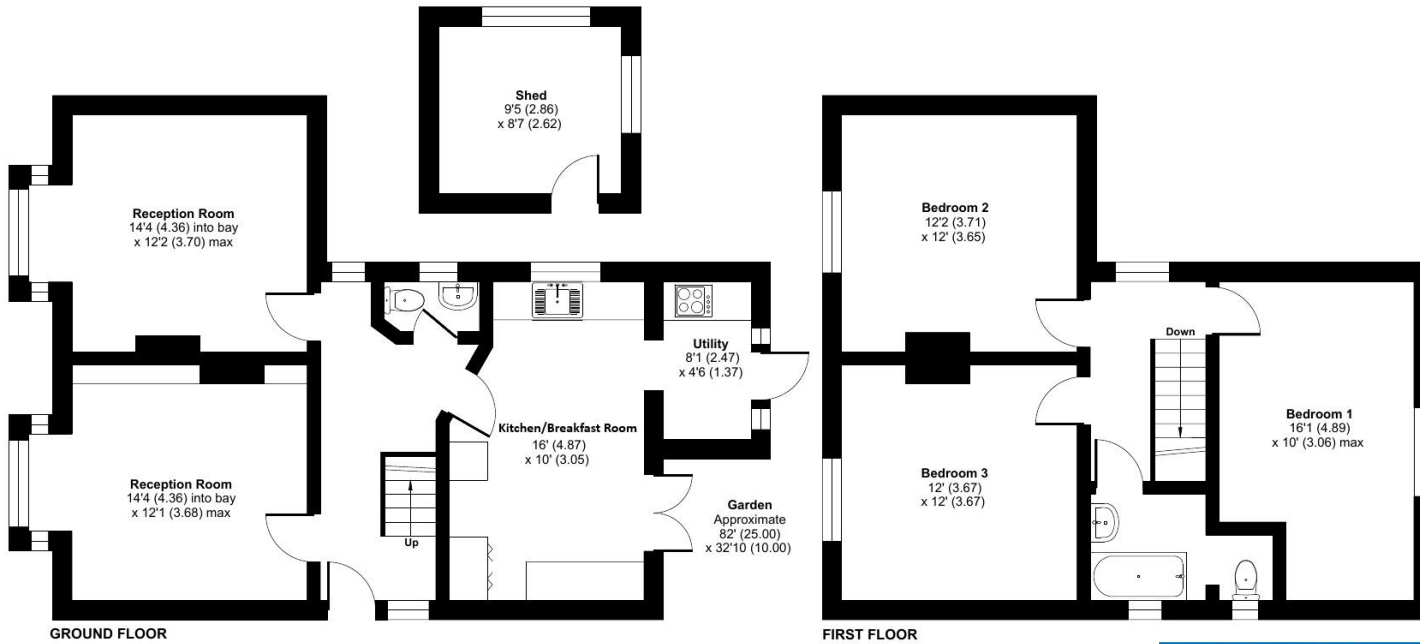 Shed
9'5 (2.86)
x 8'7 (2.62)
Reception Room
14'4 (4.36) into bay
x 12'2 (3.70) max
Utility
8'1 (2.47)
x 4'6 (1.37)
Kitchen/Breakfast Room
16' (4.87)
x 10' (3.05)
Reception Room
14'4 (4.36) into bay
x 12'1 (3.68) max
Up
Garden
Approximate
82' (25.00)
x 32'10 (10.00)
GROUND FLOOR
Bedroom 2
12'2 (3.71)
x 12' (3.65)
Down
Bedroom 1
16'1 (4.89)
x 10' (3.06) max
Bedroom 3
12' (3.67)
x 12' (3.67)
FIRST FLOOR